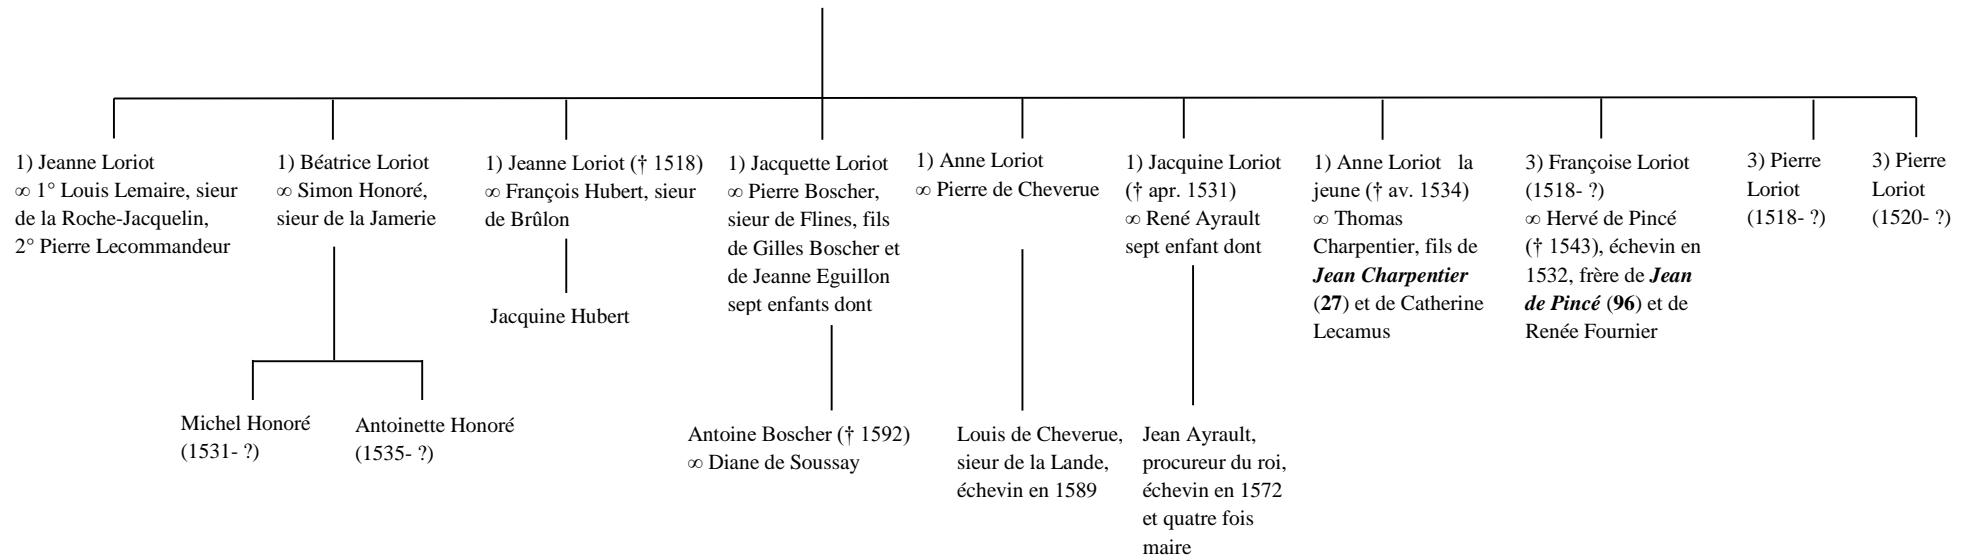 1) Jeanne Loriot
∞ 1° Louis Lemaire, sieur
de la Roche-Jacquelin,
2° Pierre Lecommandeur
1) Béatrice Loriot
∞ Simon Honoré,
sieur de la Jamerie
1) Jeanne Loriot († 1518)
∞ François Hubert, sieur
de Brûlon
1) Jacquette Loriot
∞ Pierre Boscher,
sieur de Flines, fils
de Gilles Boscher et
de Jeanne Eguillon
sept enfants dont
1) Anne Loriot
∞ Pierre de Cheverue
1) Jacquine Loriot
(† apr. 1531)
∞ René Ayrault
sept enfant dont
1) Anne Loriot la
jeune († av. 1534)
∞ Thomas
Charpentier, fils de
Jean Charpentier
(27) et de Catherine
Lecamus
3) Françoise Loriot
(1518- ?)
∞ Hervé de Pincé
(† 1543), échevin en
1532, frère de Jean
de Pincé (96) et de
Renée Fournier
3) Pierre
Loriot
(1518- ?)
3) Pierre
Loriot
(1520- ?)
Jacquine Hubert
Michel Honoré
(1531- ?)
Antoinette Honoré
(1535- ?)
Antoine Boscher († 1592)
∞ Diane de Soussay
Louis de Cheverue,
sieur de la Lande,
échevin en 1589
Jean Ayrault,
procureur du roi,
échevin en 1572
et quatre fois
maire